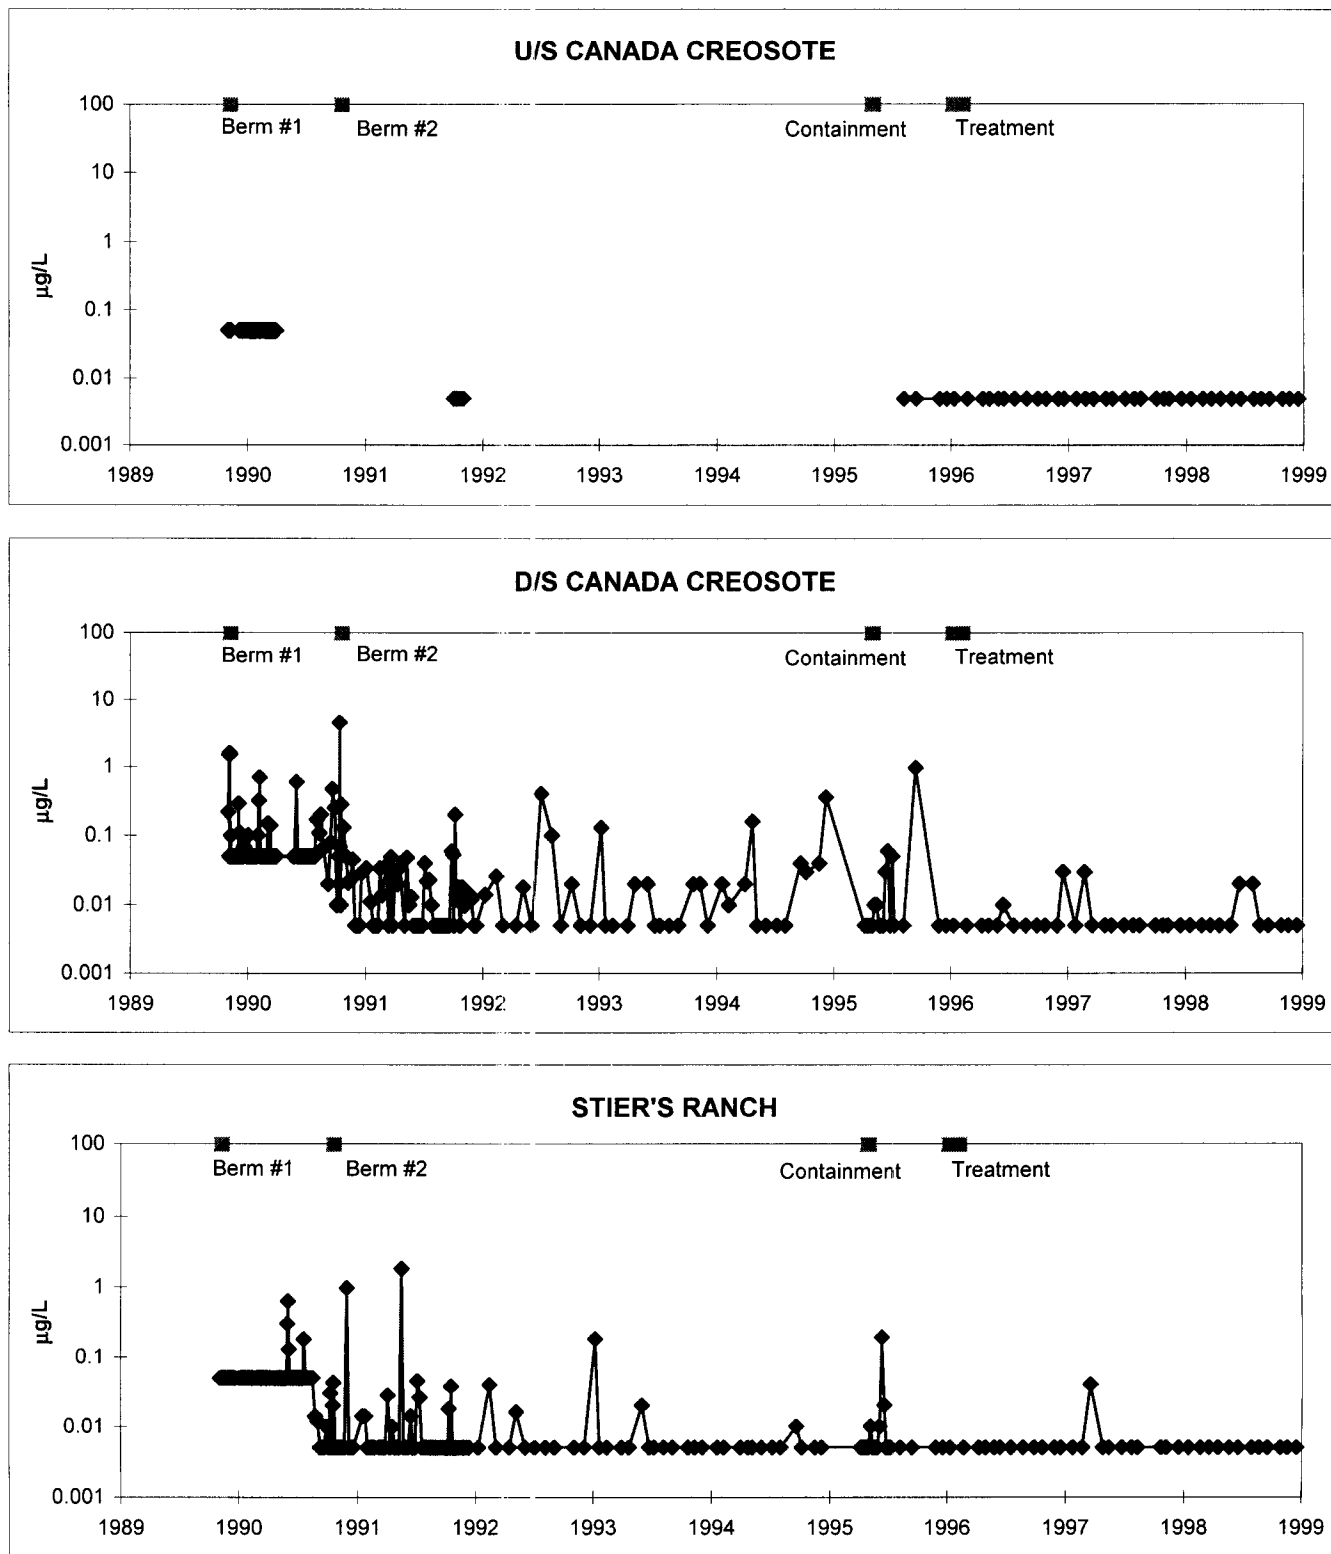 U/S CANADA CREOSOTE
100
Berm #1
Berm #2
Containment
Treatment
10
1
µg/L
0.1
0.01
0.001
1989 1990 1991 1992 1993 1994 1995 1996 1997 1998 1999
D/S CANADA CREOSOTE
100
Berm #1
Berm #2
Containment
Treatment
10
1
µg/L
0.1
0.01
0.001
1989 1990 1991 1992 1993 1994 1995 1996 1997 1998 1999
STIER'S RANCH
100
Berm #1
Berm #2
Containment
Treatment
10
1
µg/L
0.1
0.01
0.001
1989 1990 1991 1992 1993 1994 1995 1996 1997 1998 1999